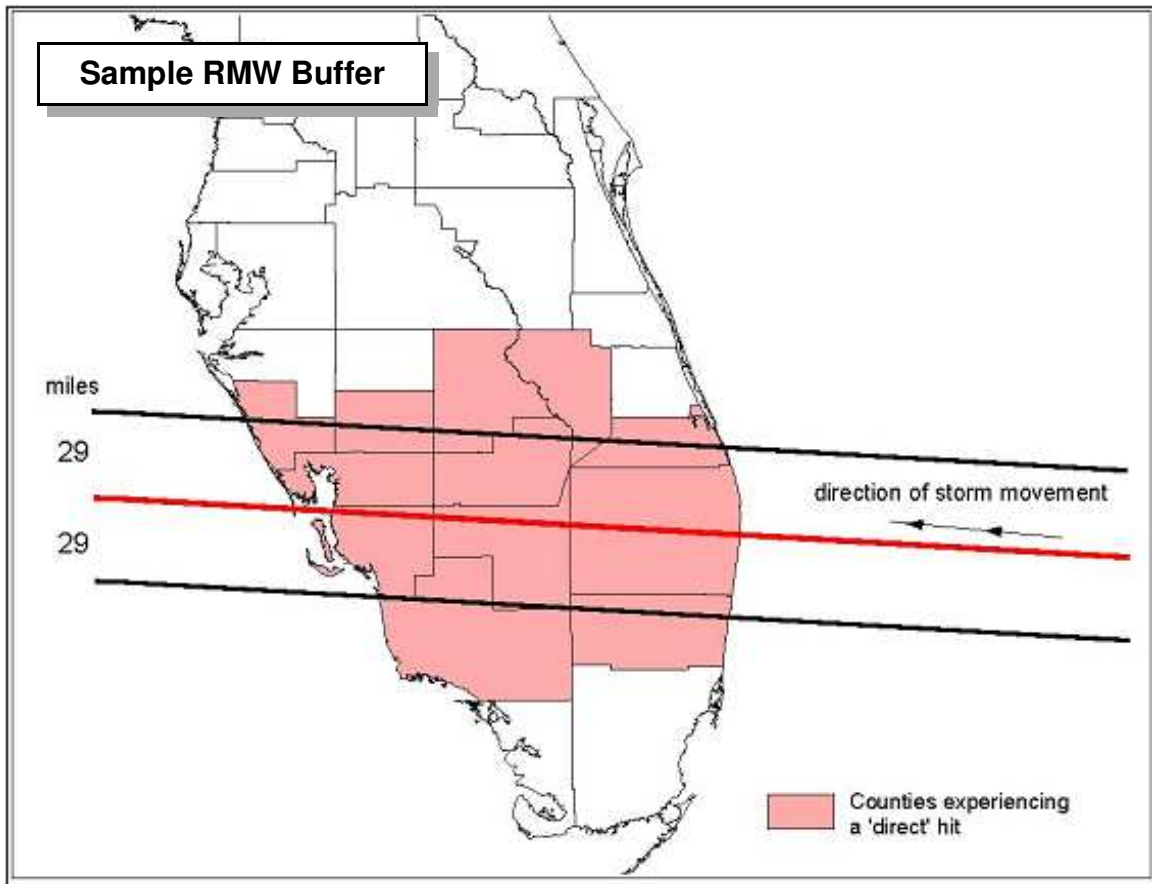 Sample RMW Buffer
miles
29
direction of storm movement
29
Counties experiencing
a 'direct' hit